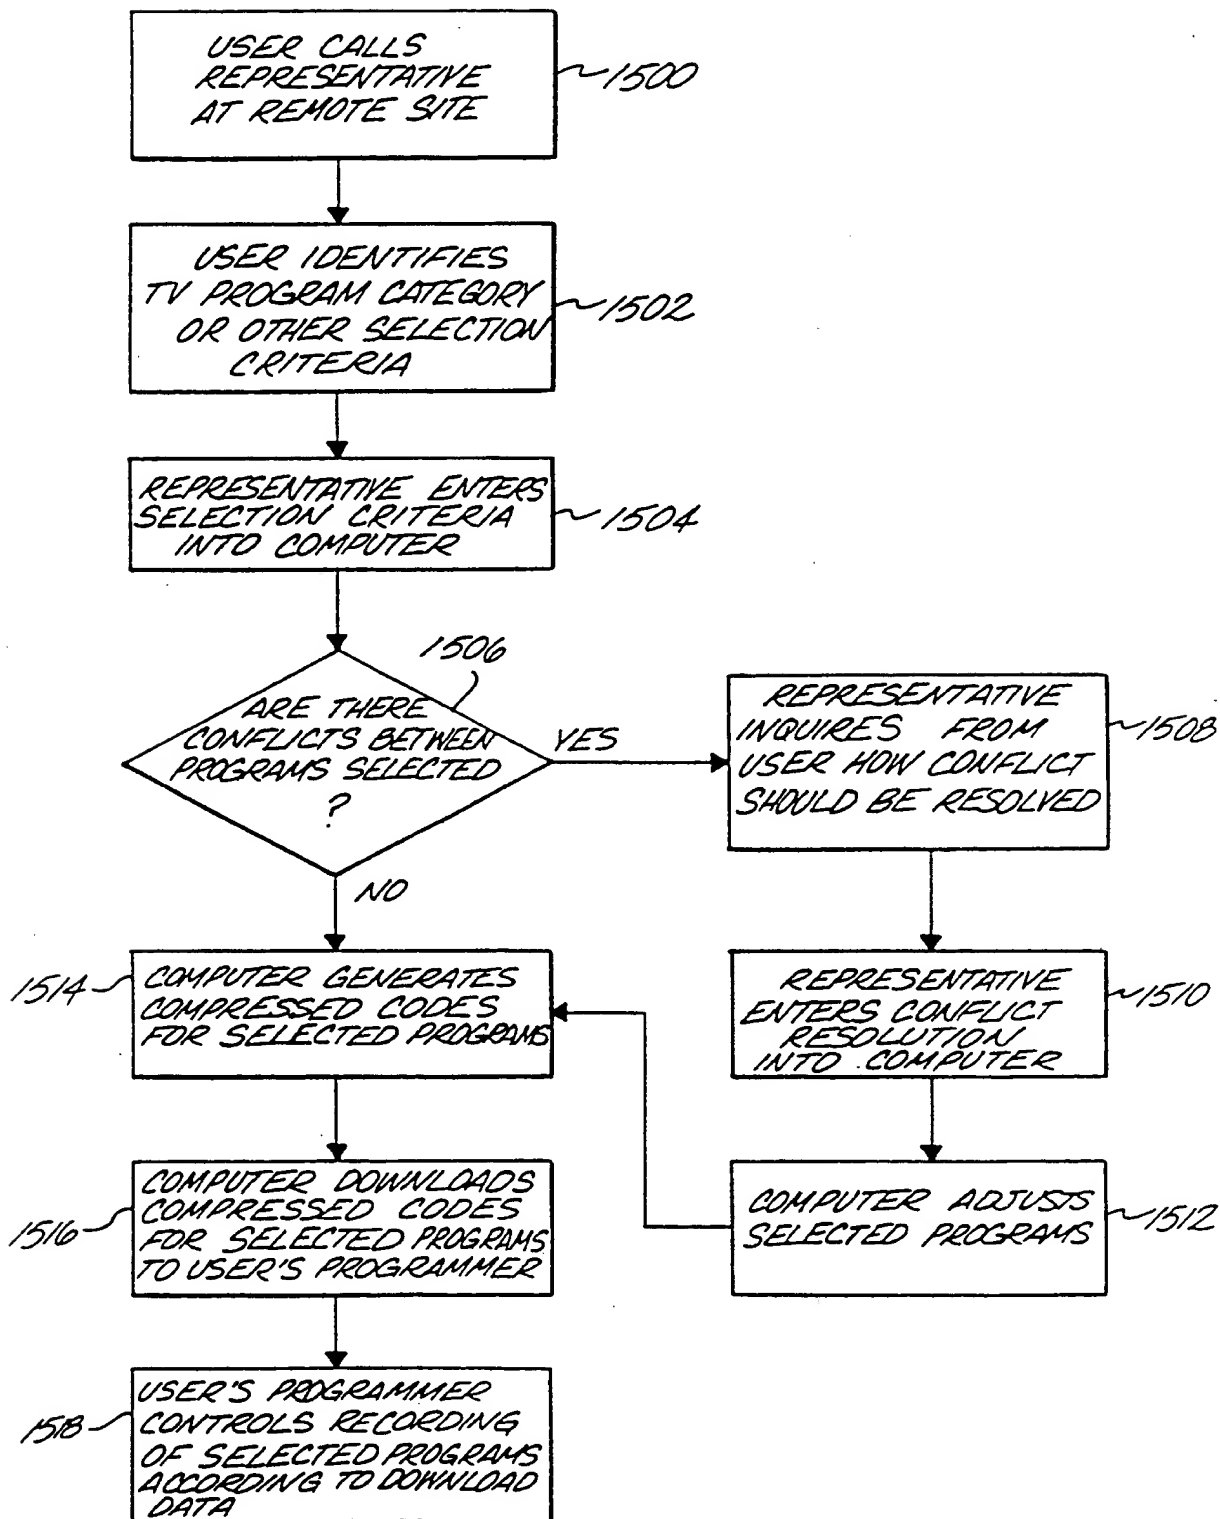 USER CALLS
REPRESENTATIVE
AT REMOTE SITE
1500
USER IDENTIFIES
TV PROGRAM CATEGORY
OR OTHER SELECTION
CRITERIA
1502
REPRESENTATIVE ENTERS
SELECTION CRITERIA
INTO COMPUTER
1504
1506
ARE THERE
CONFLICTS BETWEEN
PROGRAMS SELECTED
?
YES
NO
REPRESENTATIVE
INQUIRES FROM
USER HOW CONFLICT
SHOULD BE RESOLVED
1508
REPRESENTATIVE
ENTERS CONFLICT
RESOLUTION
INTO COMPUTER
1510
COMPUTER ADJUSTS
SELECTED PROGRAMS
1512
1514
COMPUTER GENERATES
COMPRESSED CODES
FOR SELECTED PROGRAMS
1516
COMPUTER DOWNLOADS
COMPRESSED CODES
FOR SELECTED PROGRAMS
TO USER'S PROGRAMMER
1518
USER'S PROGRAMMER
CONTROLS RECORDING
OF SELECTED PROGRAMS
ACCORDING TO DOWNLOAD
DATA